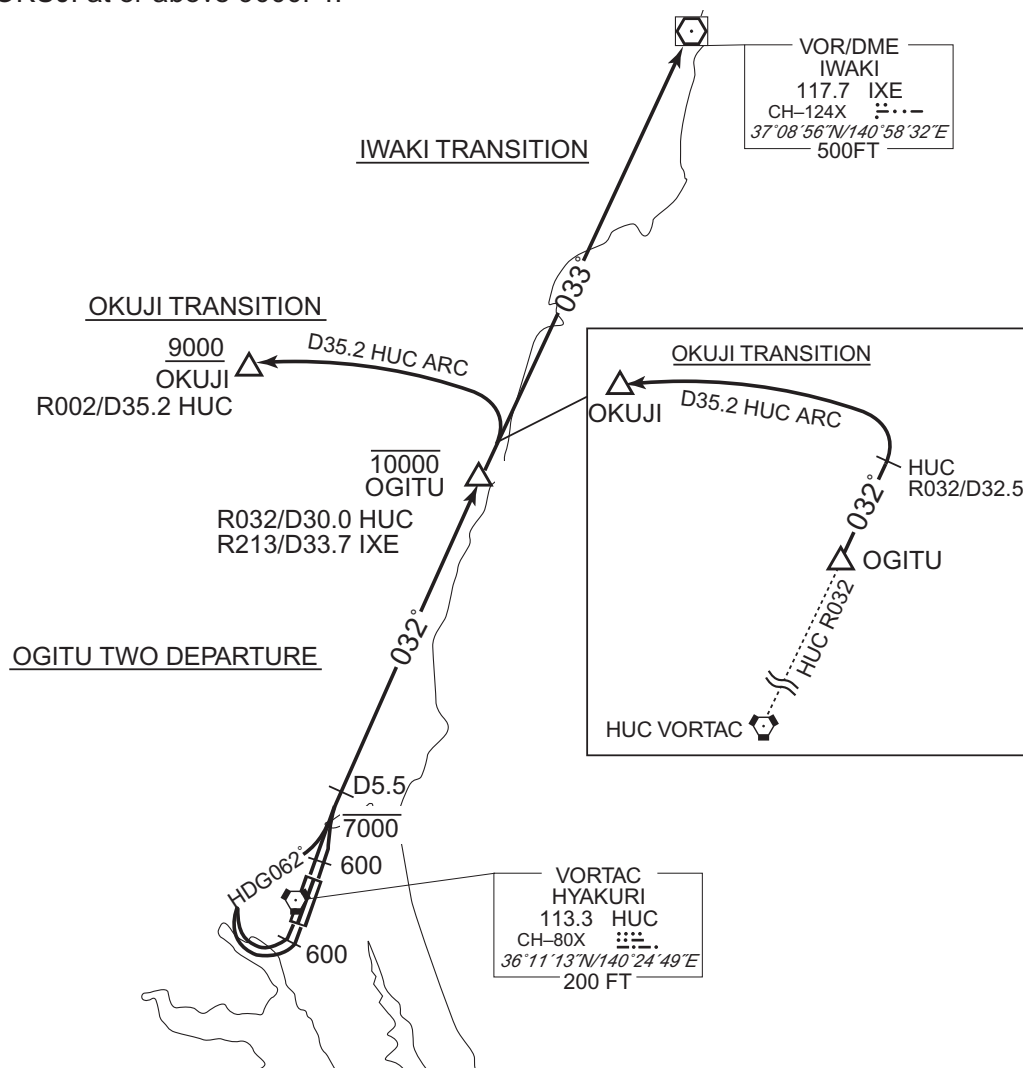 at or above 9000FT.
VOR/DME
IWAKI
117.7 IXE
CH–124X
37°08′56″N/140°58′32″E
500FT
IWAKI TRANSITION
033°
OKUJI TRANSITION
9000
OKUJI
R002/D35.2 HUC
D35.2 HUC ARC
10000
OGITU
R032/D30.0 HUC
R213/D33.7 IXE
OKUJI TRANSITION
OKUJI
D35.2 HUC ARC
HUC
R032/D32.5
032°
OGITU
HUC R032
HUC VORTAC
032°
OGITU TWO DEPARTURE
D5.5
7000
600
HDG062°
600
VORTAC
HYAKURI
113.3 HUC
CH–80X
36°11′13″N/140°24′49″E
200 FT